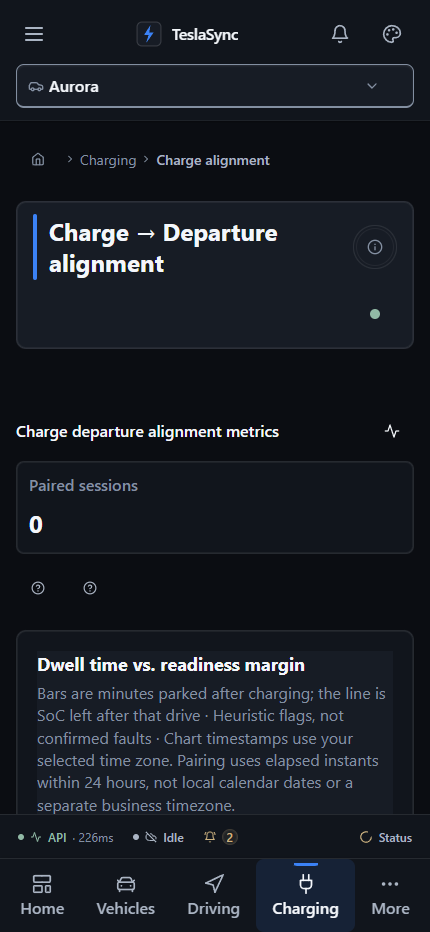 TeslaSync
Aurora
Charging
Charge alignment
Charge → Departure
alignment
Charge departure alignment metrics
Paired sessions
0
Dwell time vs. readiness margin
Bars are minutes parked after charging; the line is
SoC left after that drive · Heuristic flags, not
confirmed faults · Chart timestamps use your
selected time zone. Pairing uses elapsed instants
within 24 hours, not local calendar dates or a
separate business timezone.
API · 226ms
Idle
2
Status
Home
Vehicles
Driving
Charging
More